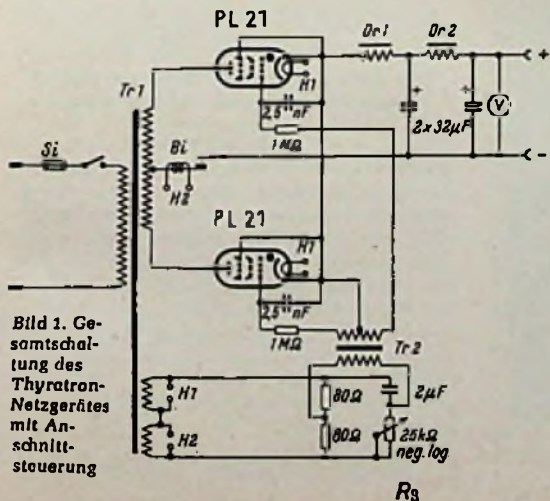 PL 21
Dr 1
Dr 2
Tr 1
H1
2,5 nF
1 MΩ
2x32µF
V
+
-
Si
Bi
H2
PL 21
H1
2,5 nF
1 MΩ
Tr 2
Bild 1. Ge-
samtschal-
tung des
Thyratron-
Netzgerätes
mit An-
schnitt-
steuerung
H1
H2
80Ω
80Ω
2µF
25kΩ
neg. log
R9